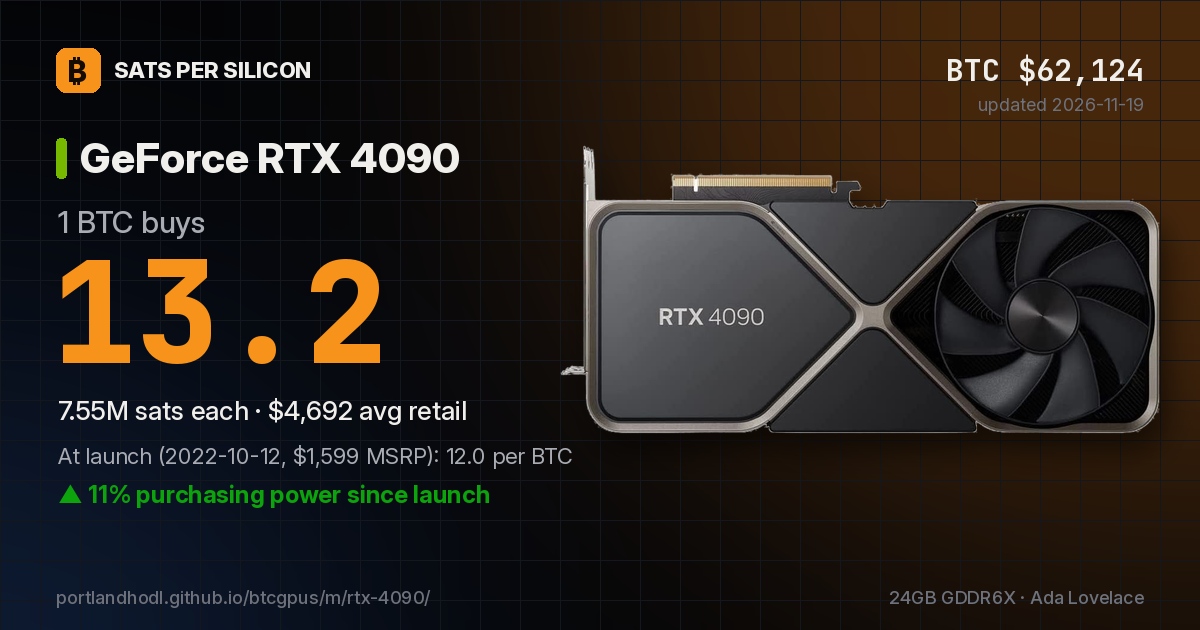 ₿ SATS PER SILICON
BTC $62,124
updated 2026-11-19
GeForce RTX 4090
1 BTC buys
13.2
RTX 4090
7.55M sats each · $4,692 avg retail
At launch (2022-10-12, $1,599 MSRP): 12.0 per BTC
▲ 11% purchasing power since launch
portlandhodl.github.io/btcgpus/m/rtx-4090/
24GB GDDR6X · Ada Lovelace